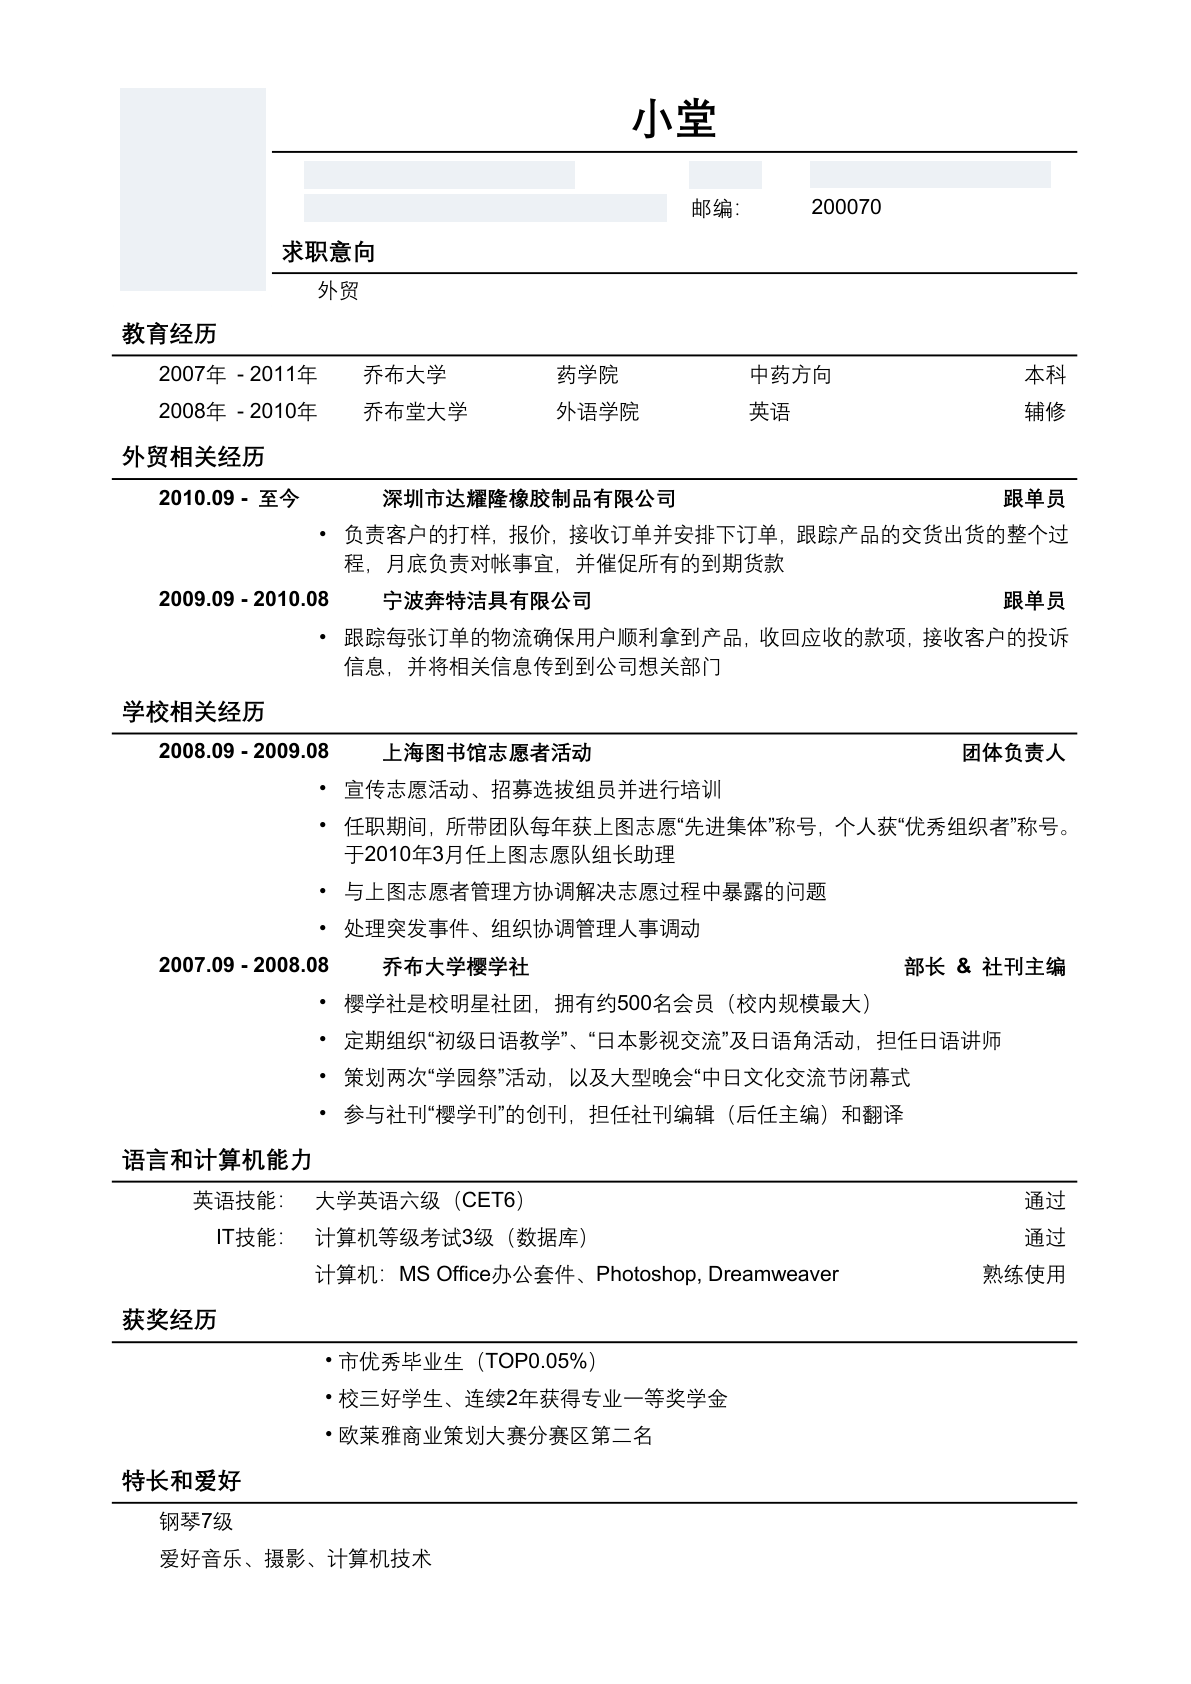 小堂
邮编： 200070
求职意向
外贸
教育经历
2007年 - 2011年 乔布大学 药学院 中药方向 本科
2008年 - 2010年 乔布堂大学 外语学院 英语 辅修
外贸相关经历
2010.09 - 至今 深圳市达耀隆橡胶制品有限公司 跟单员
• 负责客户的打样，报价，接收订单并安排下订单，跟踪产品的交货出货的整个过
程，月底负责对帐事宜，并催促所有的到期货款
2009.09 - 2010.08 宁波奔特洁具有限公司 跟单员
• 跟踪每张订单的物流确保用户顺利拿到产品，收回应收的款项，接收客户的投诉
信息，并将相关信息传到到公司想关部门
学校相关经历
2008.09 - 2009.08 上海图书馆志愿者活动 团体负责人
• 宣传志愿活动、招募选拔组员并进行培训
• 任职期间，所带团队每年获上图志愿“先进集体”称号，个人获“优秀组织者”称号。
于2010年3月任上图志愿队组长助理
• 与上图志愿者管理方协调解决志愿过程中暴露的问题
• 处理突发事件、组织协调管理人事调动
2007.09 - 2008.08 乔布大学樱学社 部长 & 社刊主编
• 樱学社是校明星社团，拥有约500名会员（校内规模最大）
• 定期组织“初级日语教学”、“日本影视交流”及日语角活动，担任日语讲师
• 策划两次“学园祭”活动，以及大型晚会“中日文化交流节闭幕式
• 参与社刊“樱学刊”的创刊，担任社刊编辑（后任主编）和翻译
语言和计算机能力
英语技能： 大学英语六级（CET6） 通过
IT技能： 计算机等级考试3级（数据库） 通过
计算机：MS Office办公套件、Photoshop, Dreamweaver 熟练使用
获奖经历
• 市优秀毕业生（TOP0.05%）
• 校三好学生、连续2年获得专业一等奖学金
• 欧莱雅商业策划大赛分赛区第二名
特长和爱好
钢琴7级
爱好音乐、摄影、计算机技术